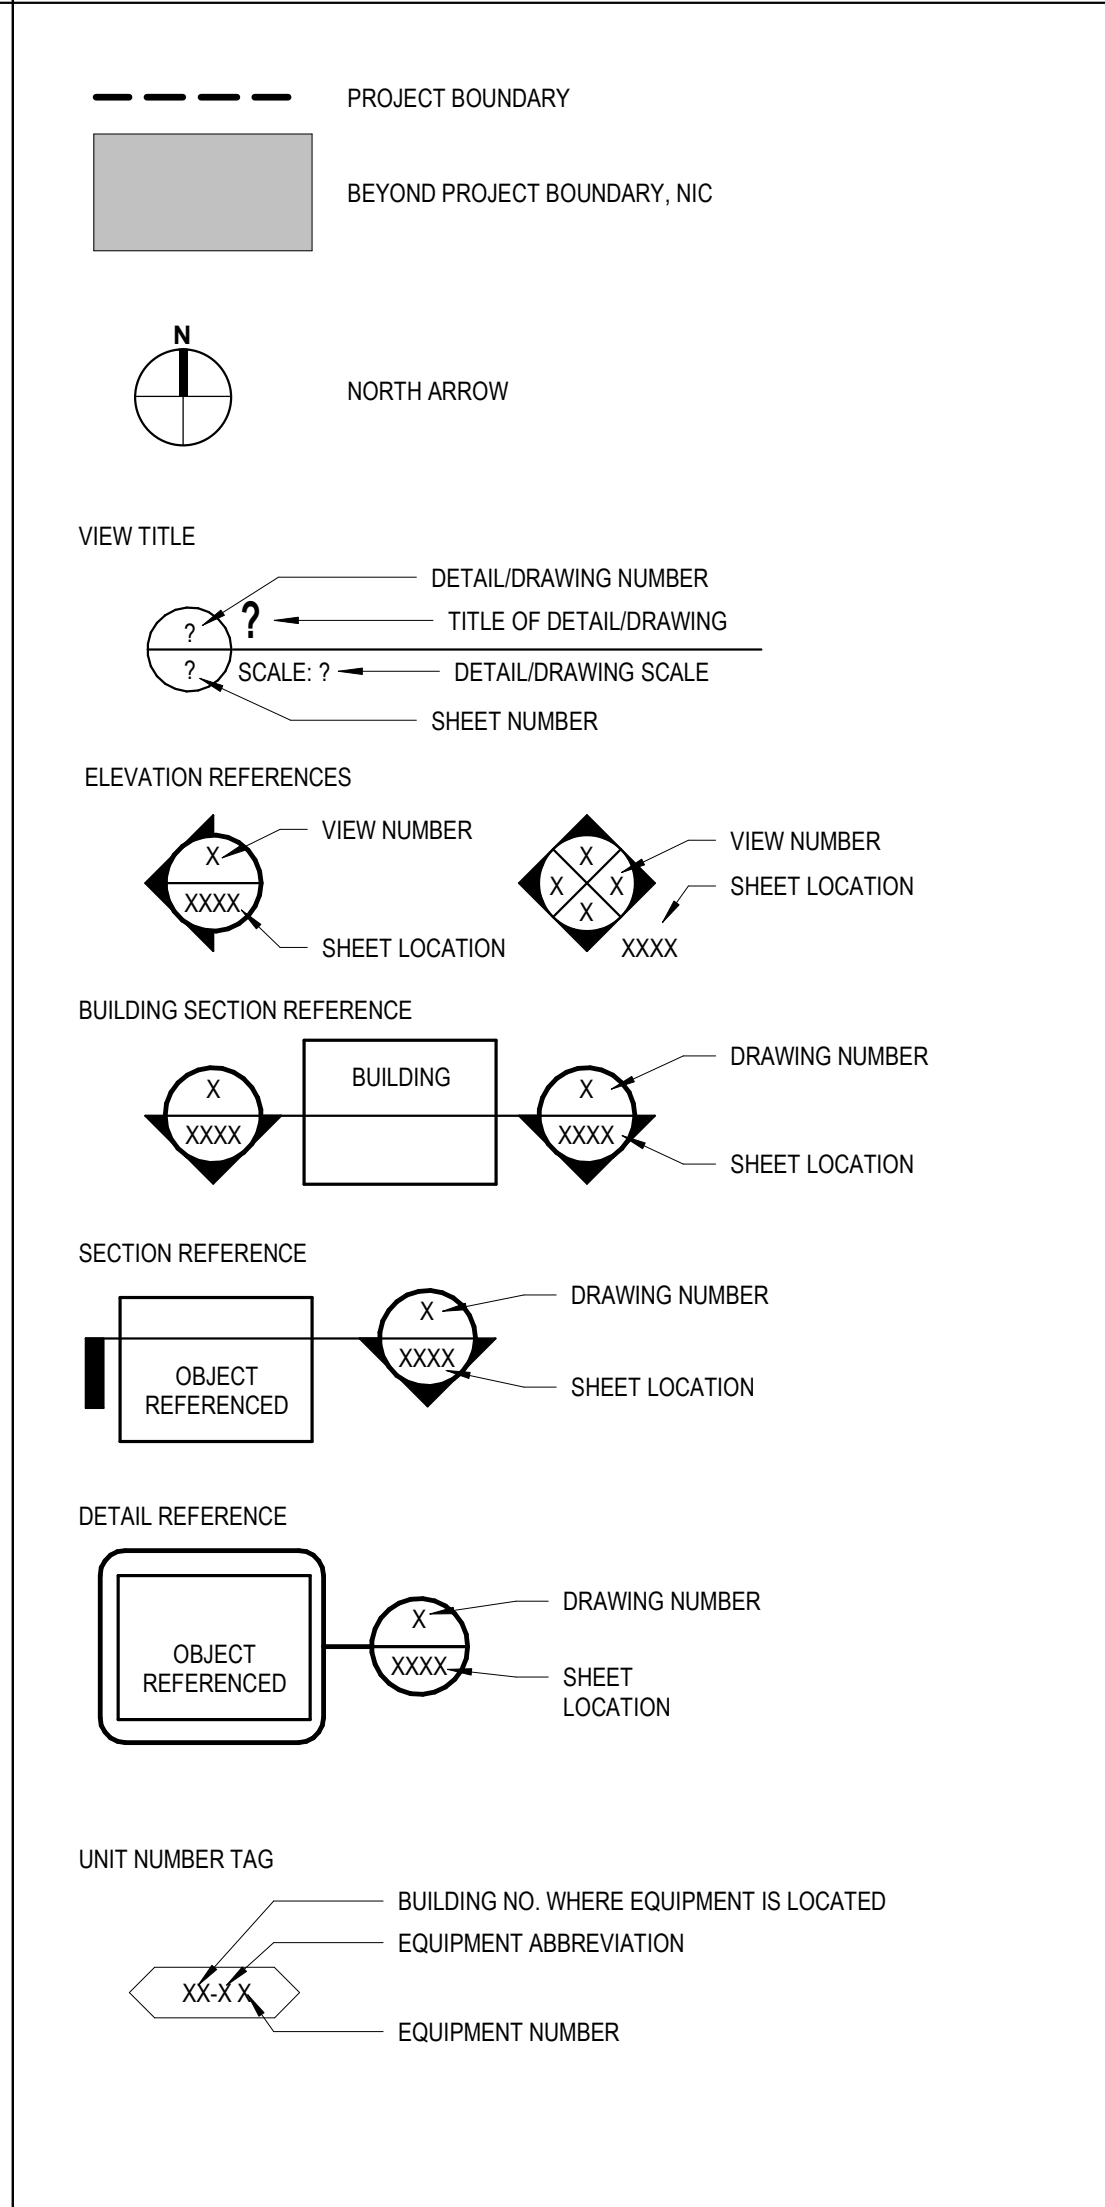 PROJECT BOUNDARY
BEYOND PROJECT BOUNDARY, NIC
N
NORTH ARROW
VIEW TITLE
DETAIL/DRAWING NUMBER
? ? TITLE OF DETAIL/DRAWING
? SCALE: ? DETAIL/DRAWING SCALE
SHEET NUMBER
ELEVATION REFERENCES
X
XXXX
VIEW NUMBER
SHEET LOCATION
X
X X
X
VIEW NUMBER
SHEET LOCATION
XXXX
BUILDING SECTION REFERENCE
X
XXXX
BUILDING
X
XXXX
DRAWING NUMBER
SHEET LOCATION
SECTION REFERENCE
OBJECT
REFERENCED
X
XXXX
DRAWING NUMBER
SHEET LOCATION
DETAIL REFERENCE
OBJECT
REFERENCED
X
XXXX
DRAWING NUMBER
SHEET
LOCATION
UNIT NUMBER TAG
BUILDING NO. WHERE EQUIPMENT IS LOCATED
EQUIPMENT ABBREVIATION
XX-X X
EQUIPMENT NUMBER